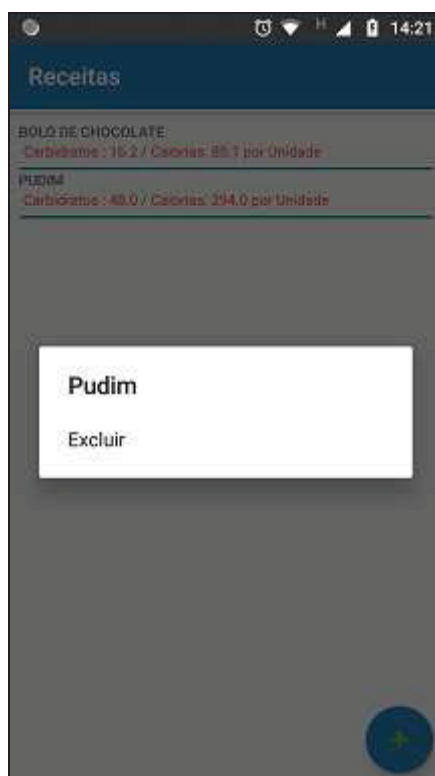 H 14:21
Receitas
BOLO DE CHOCOLATE
Carboidratos : 16.2 / Calorias: 85.1 por Unidade
PUDIM
Carboidratos : 48.0 / Calorias: 294.0 por Unidade
Pudim
Excluir